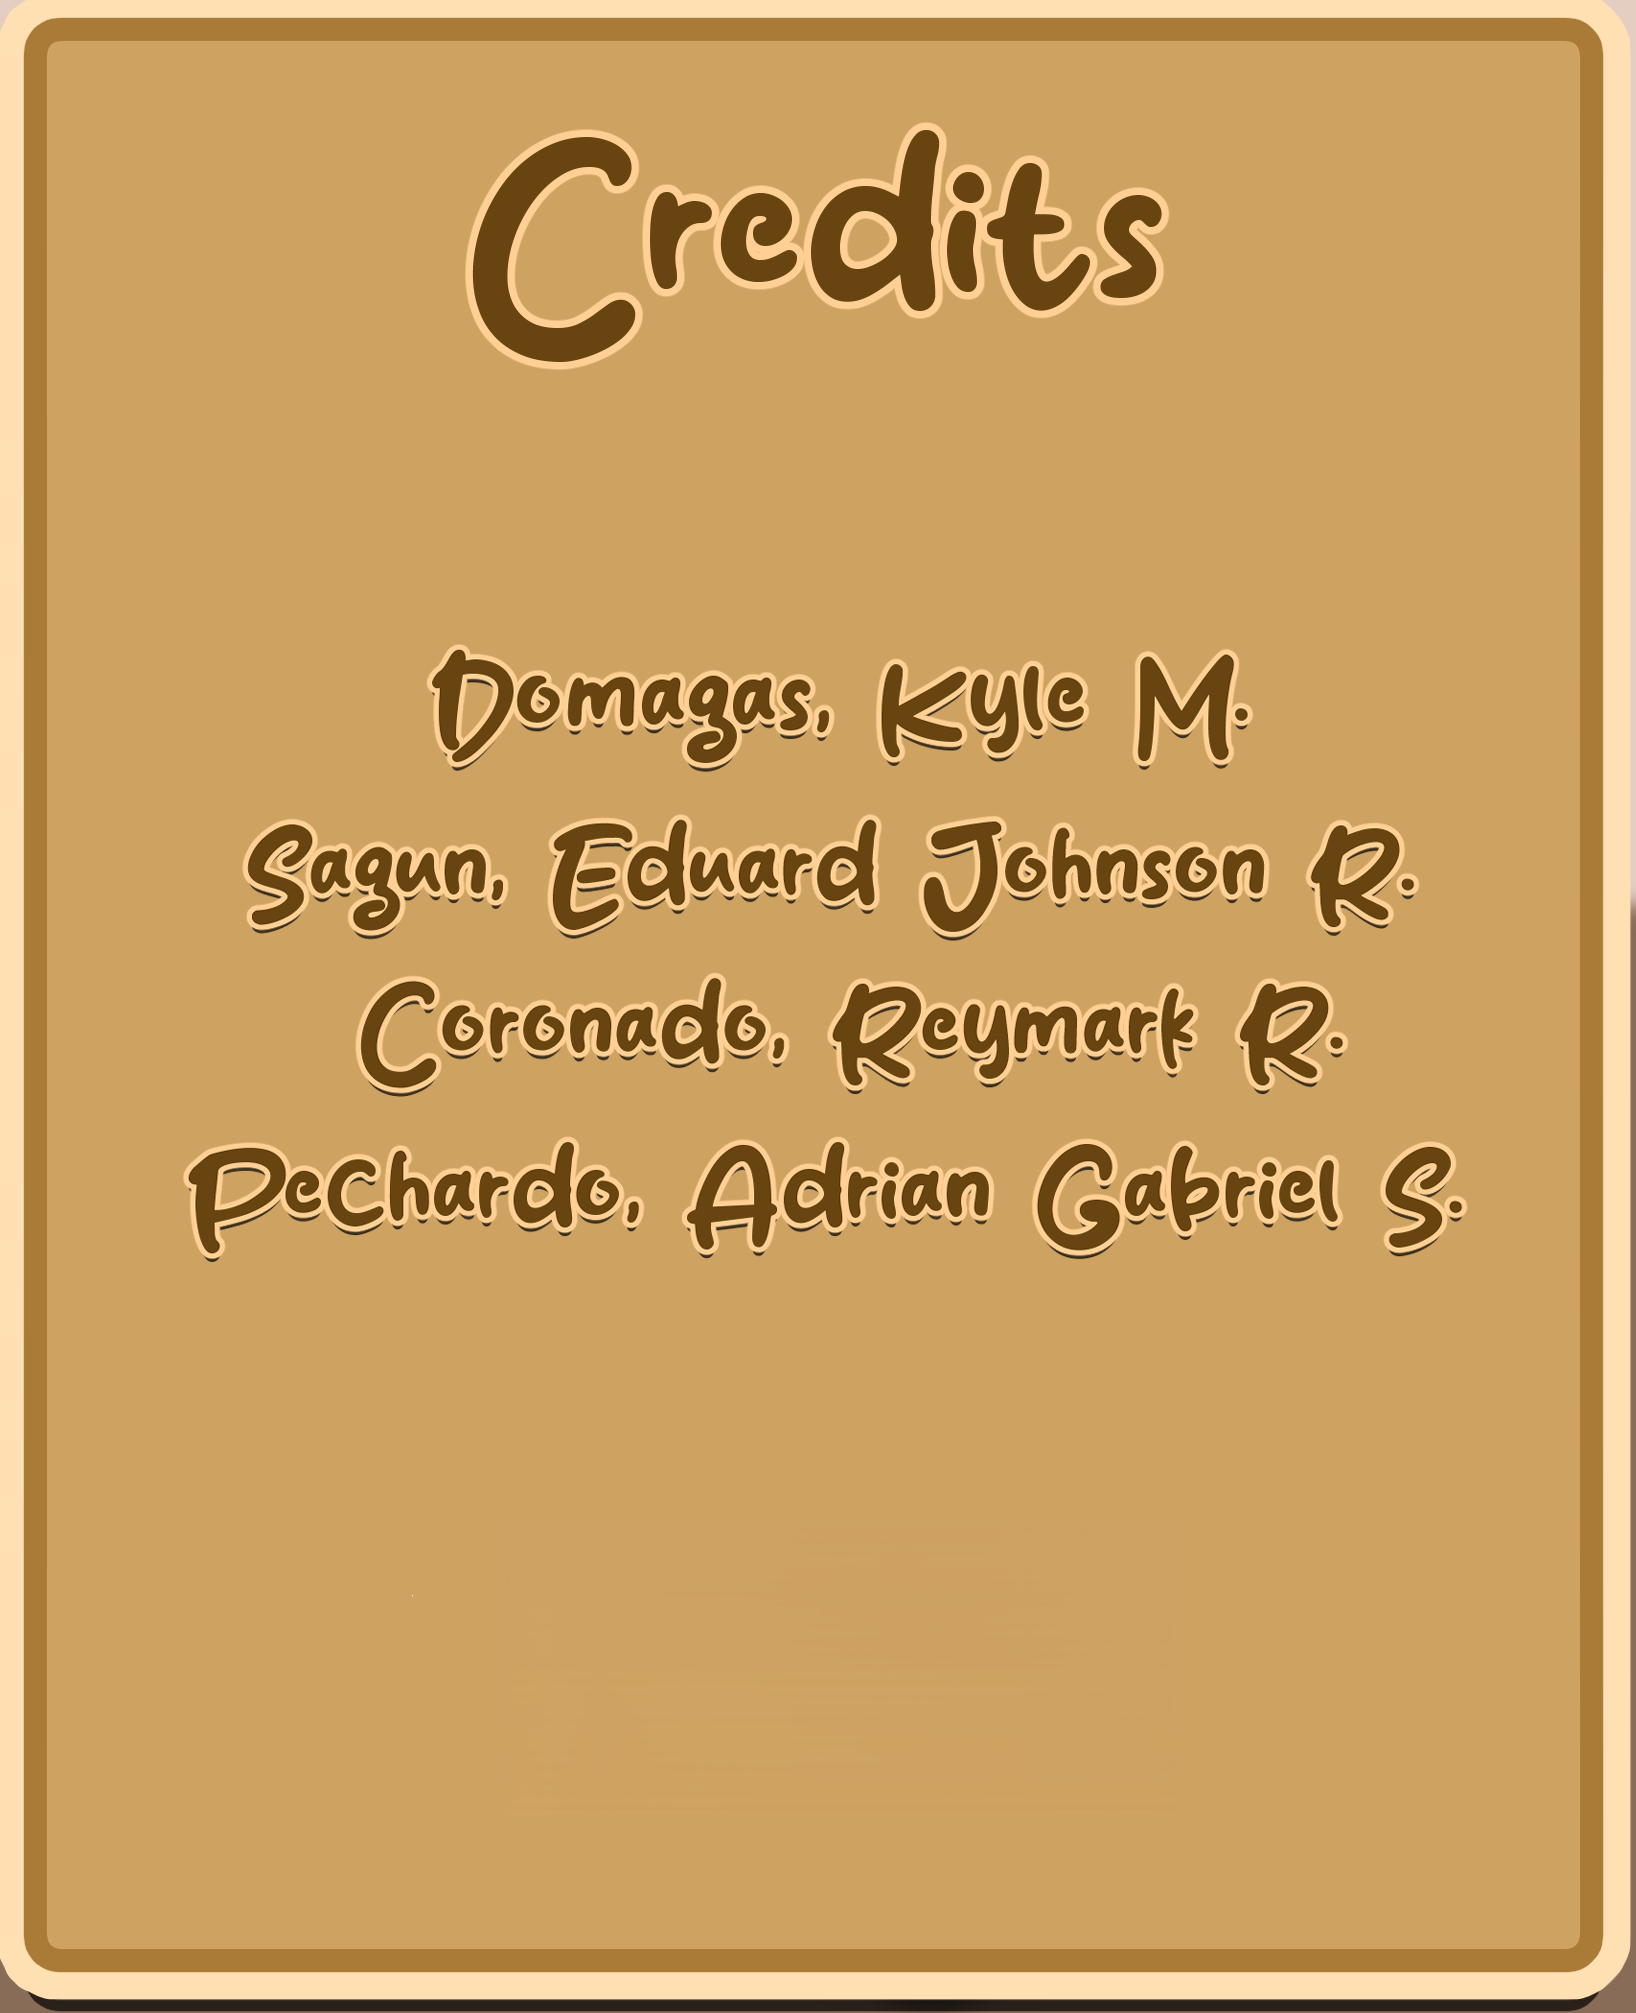 Credits
Domagas, Kyle M.
Sagun, Eduard Johnson R.
Coronado, Reymark R.
PeChardo, Adrian Gabriel S.